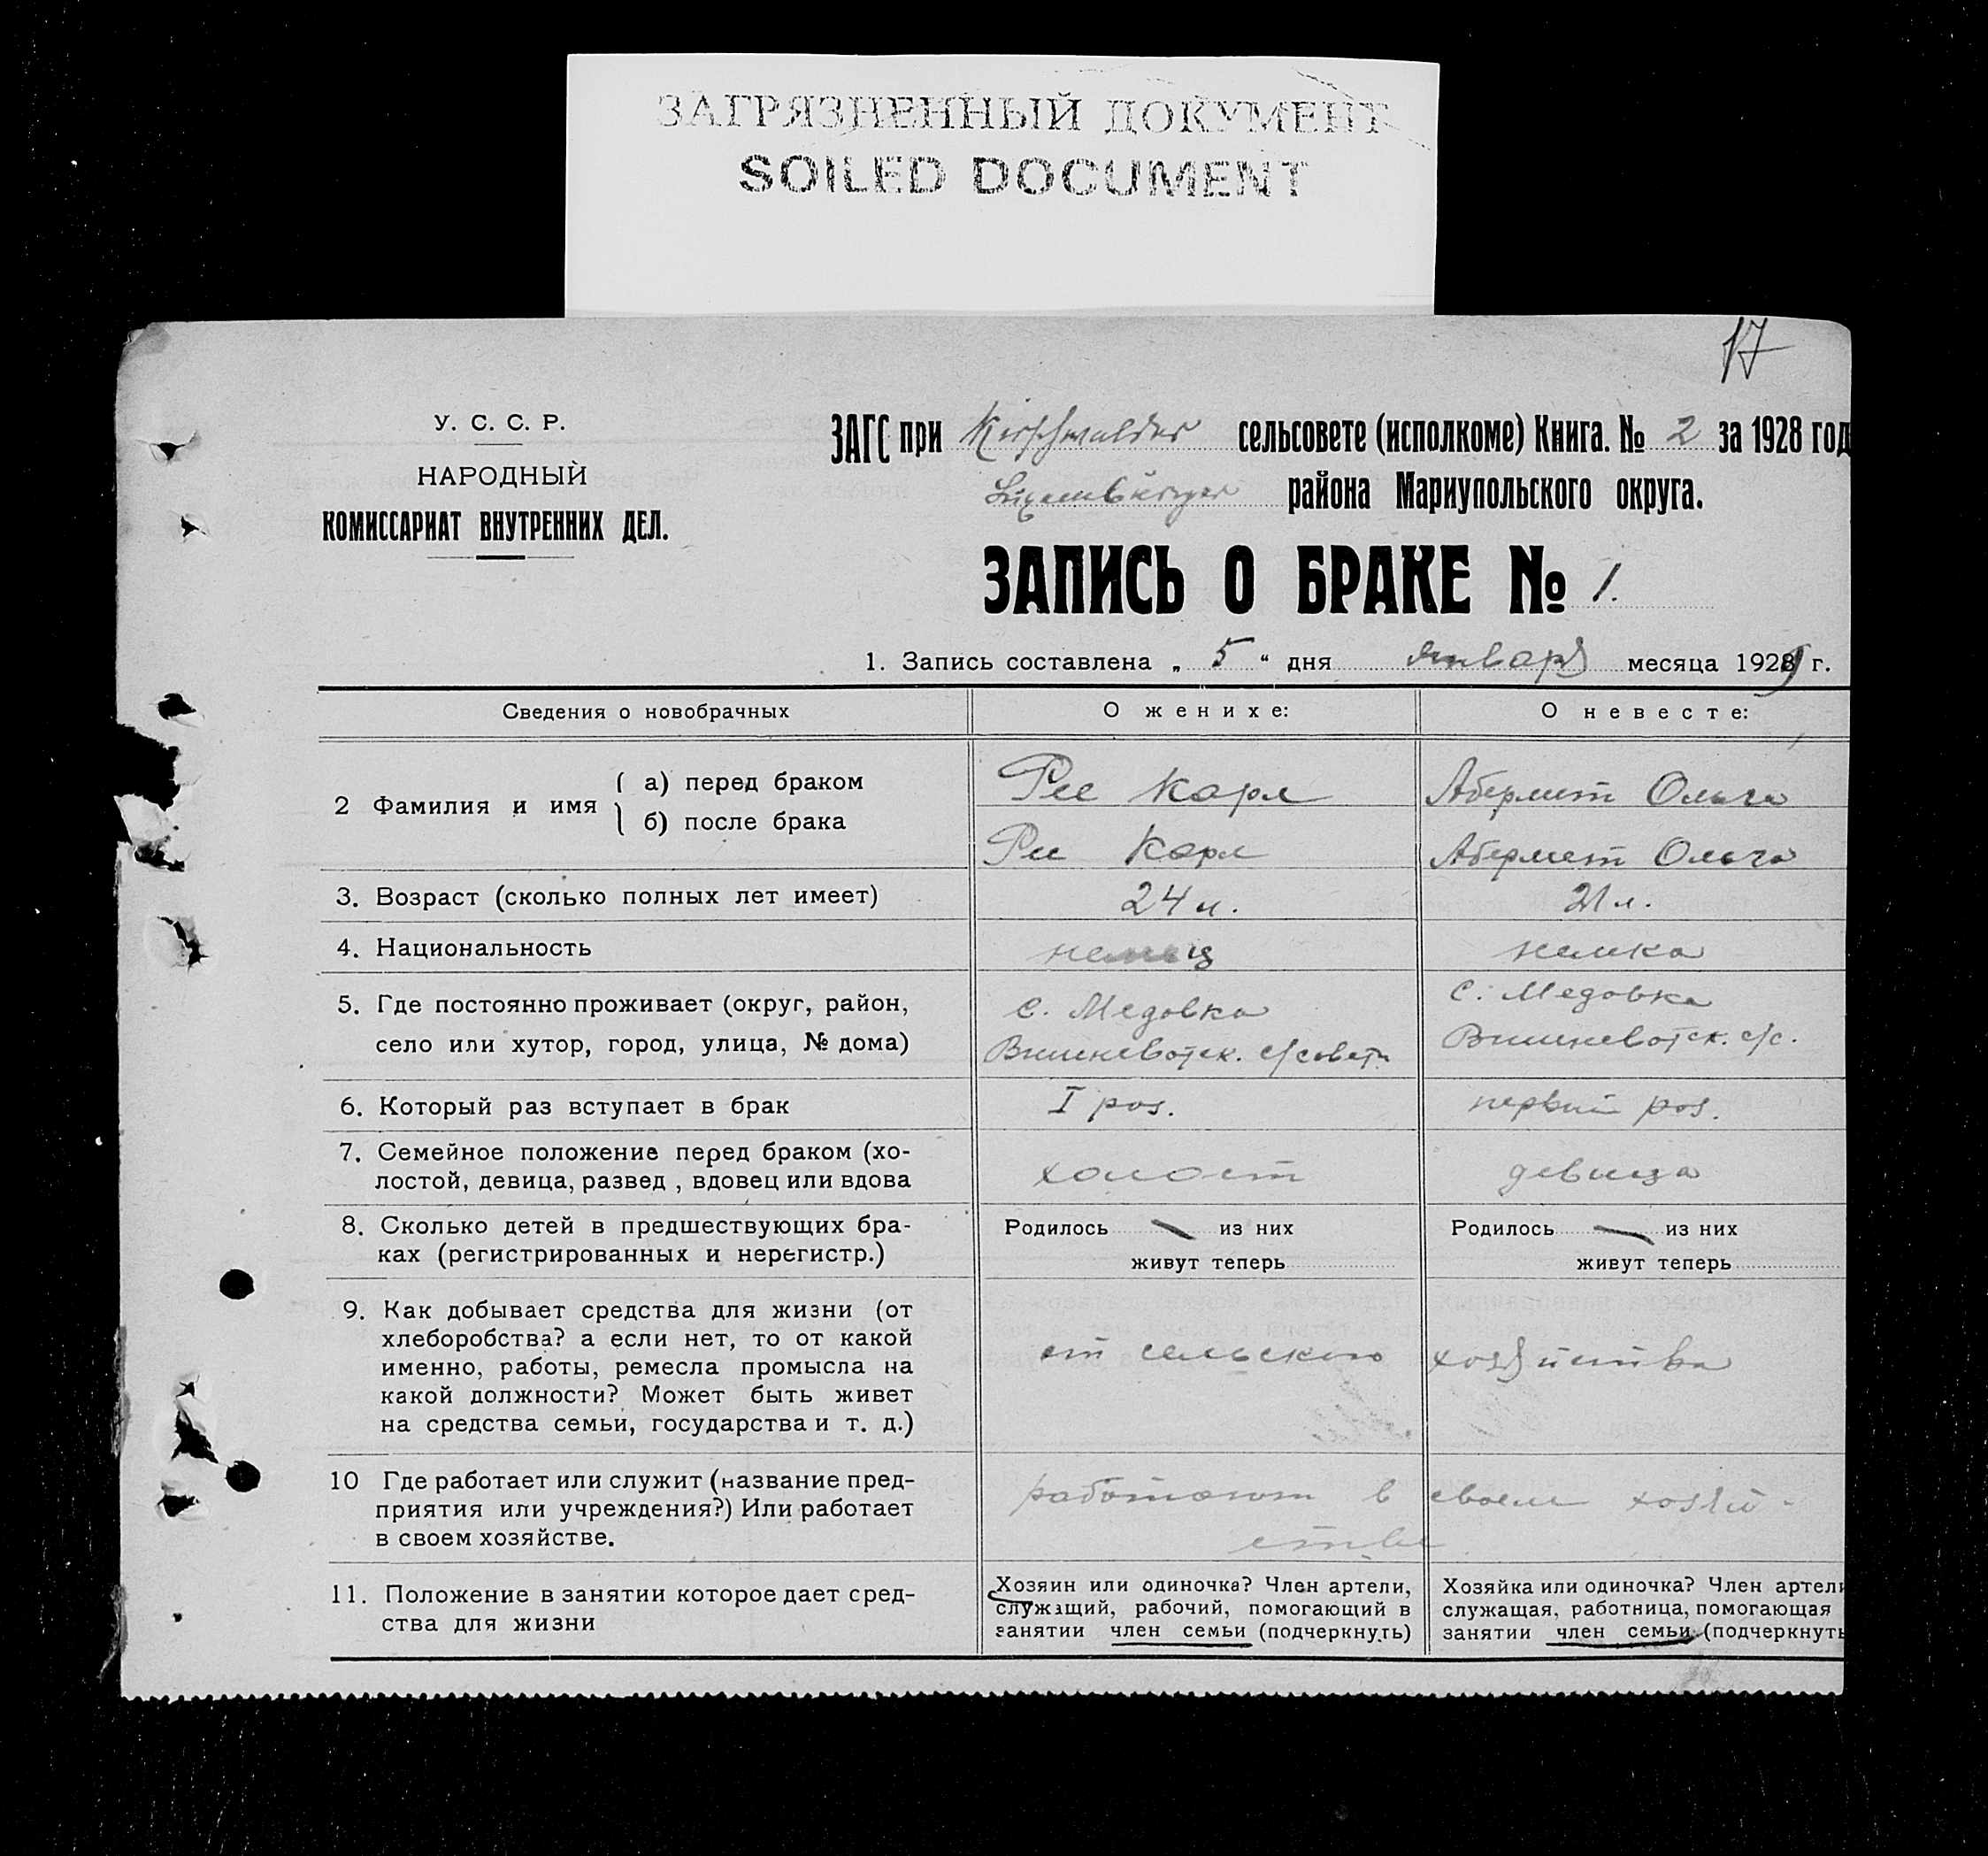 ЗАГРЯЗНЕННЫЙ ДОКУМЕНТ
SOILED DOCUMENT
17
У. С. С. Р.
НАРОДНЫЙ
КОМИССАРИАТ ВНУТРЕННИХ ДЕЛ.
ЗАГС при Kirschwalder сельсовете (исполкоме) Книга. № 2 за 1928 год
Luxemburger района Мариупольского округа.
ЗАПИСЬ О БРАКЕ № 1.
1. Запись составлена „ 5 “ дня января месяца 1929 г.
Сведения о новобрачных О женихе: О невесте:
2 Фамилия и имя
а) перед браком Рее Карл Абермет Ольга
б) после брака Рее Карл Абермет Ольга
3. Возраст (сколько полных лет имеет) 24 л. 21 л.
4. Национальность немец немка
5. Где постоянно проживает (округ, район,
село или хутор, город, улица, № дома)
с. Медовка
Вишневатск. с/совета
с. Медовка
Вишневатск. с/с.
6. Который раз вступает в брак I раз. первый раз.
7. Семейное положение перед браком (хо-
лостой, девица, развед , вдовец или вдова
холост девица
8. Сколько детей в предшествующих бра-
ках (регистрированных и нерегистр.)
Родилось — из них
живут теперь
Родилось — из них
живут теперь
9. Как добывает средства для жизни (от
хлеборобства? а если нет, то от какой
именно, работы, ремесла промысла на
какой должности? Может быть живет
на средства семьи, государства и т. д.)
от сельского хозяйства
10 Где работает или служит (название пред-
приятия или учреждения?) Или работает
в своем хозяйстве.
работают в своем хозяй-
стве
11. Положение в занятии которое дает сред-
ства для жизни
Хозяин или одиночка? Член артели,
служащий, рабочий, помогающий в
занятии член семьи (подчеркнуть)
Хозяйка или одиночка? Член артели
служащая, работница, помогающая
занятии член семьи (подчеркнуть